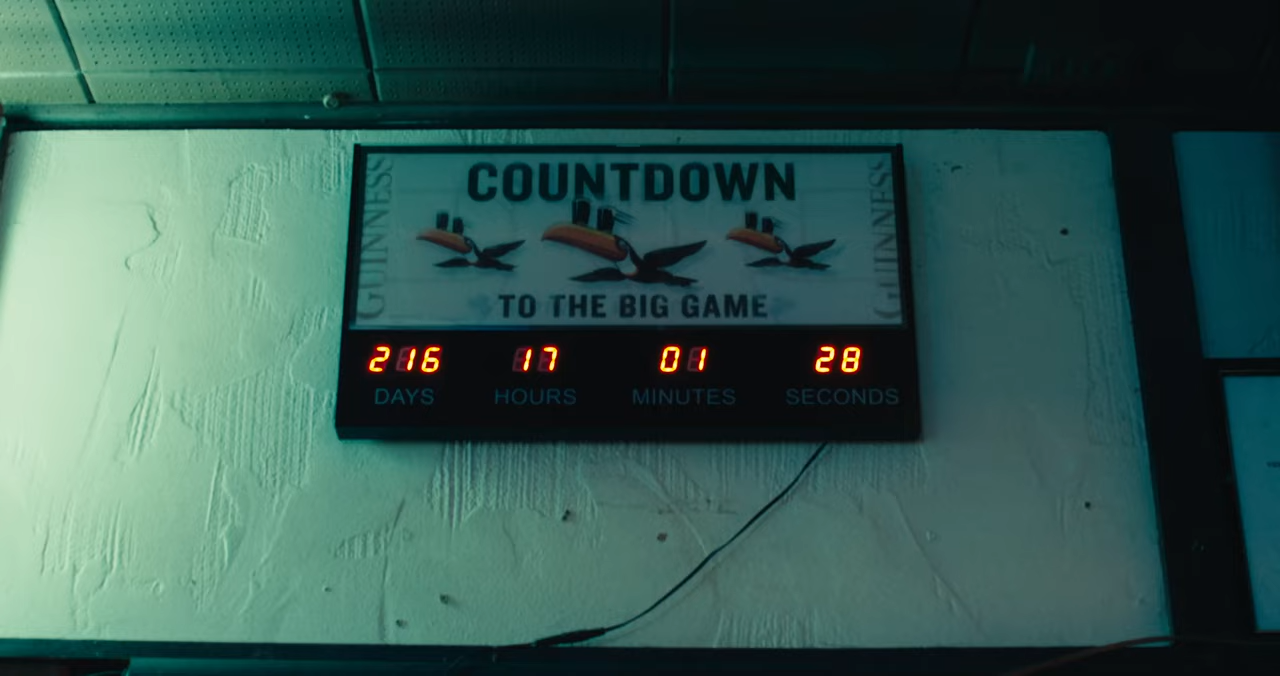 COUNTDOWN
GUINNESS
GUINNESS
TO THE BIG GAME
216 17 01 28
DAYS HOURS MINUTES SECONDS